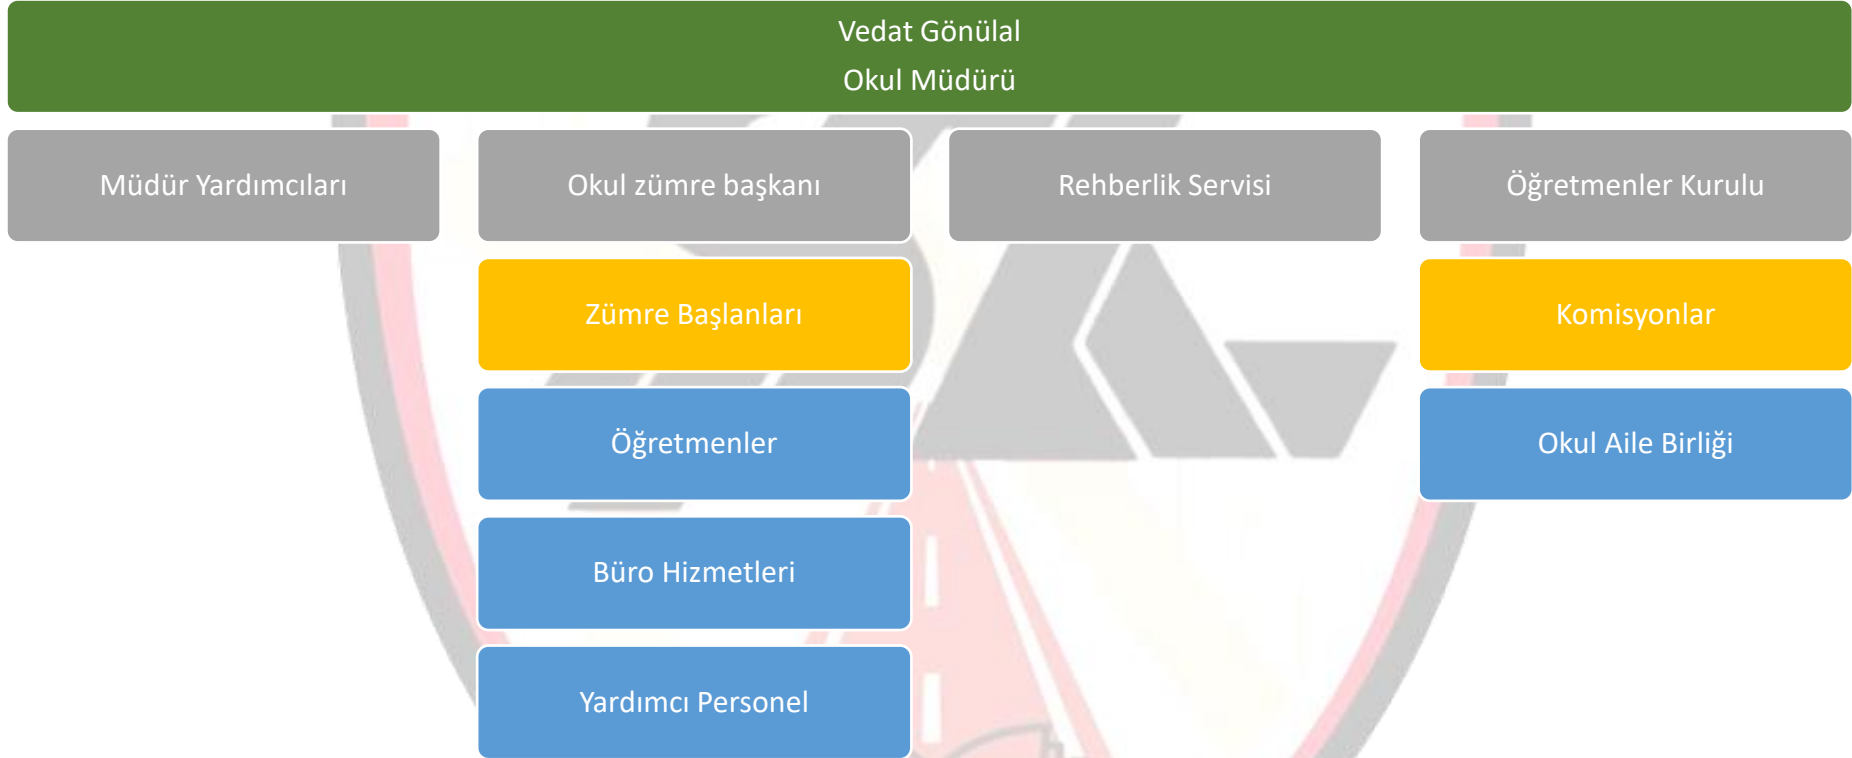 Vedat Gönülal
Okul Müdürü
Müdür Yardımcıları
Okul zümre başkanı
Rehberlik Servisi
Öğretmenler Kurulu
Zümre Başlanları
Komisyonlar
Öğretmenler
Okul Aile Birliği
Büro Hizmetleri
Yardımcı Personel